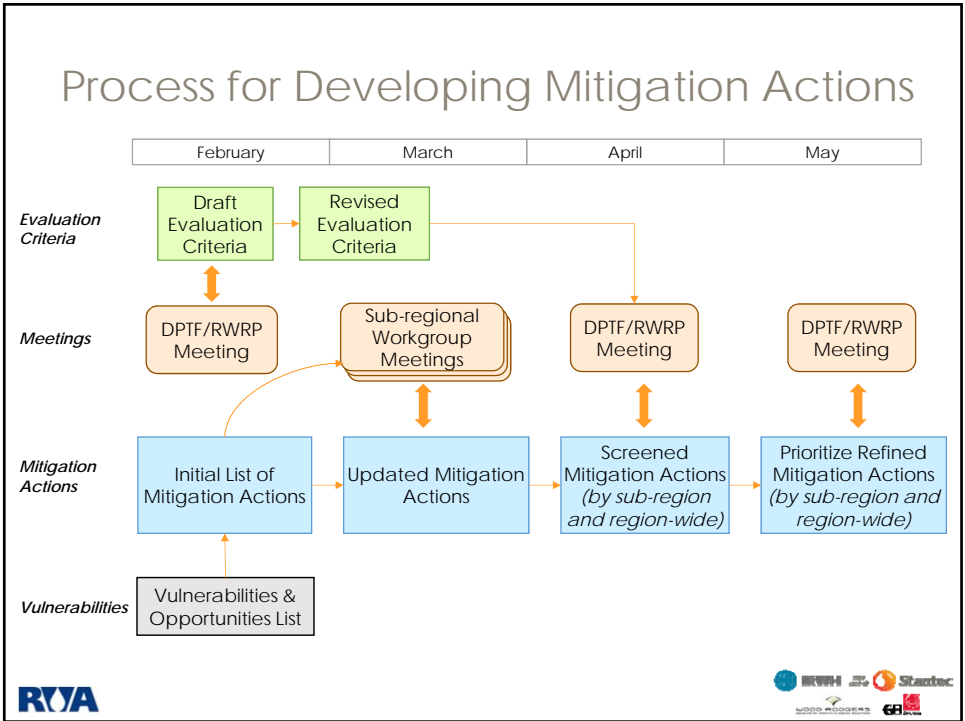 Process for Developing Mitigation Actions
February
March
April
May
Evaluation
Criteria
Draft
Evaluation
Criteria
Revised
Evaluation
Criteria
Meetings
DPTF/RWRP
Meeting
Sub-regional
Workgroup
Meetings
DPTF/RWRP
Meeting
DPTF/RWRP
Meeting
Mitigation
Actions
Initial List of
Mitigation Actions
Updated Mitigation
Actions
Screened
Mitigation Actions
(by sub-region
and region-wide)
Prioritize Refined
Mitigation Actions
(by sub-region and
region-wide)
Vulnerabilities
Vulnerabilities &
Opportunities List
RWA
Stantec
WOOD RODGERS